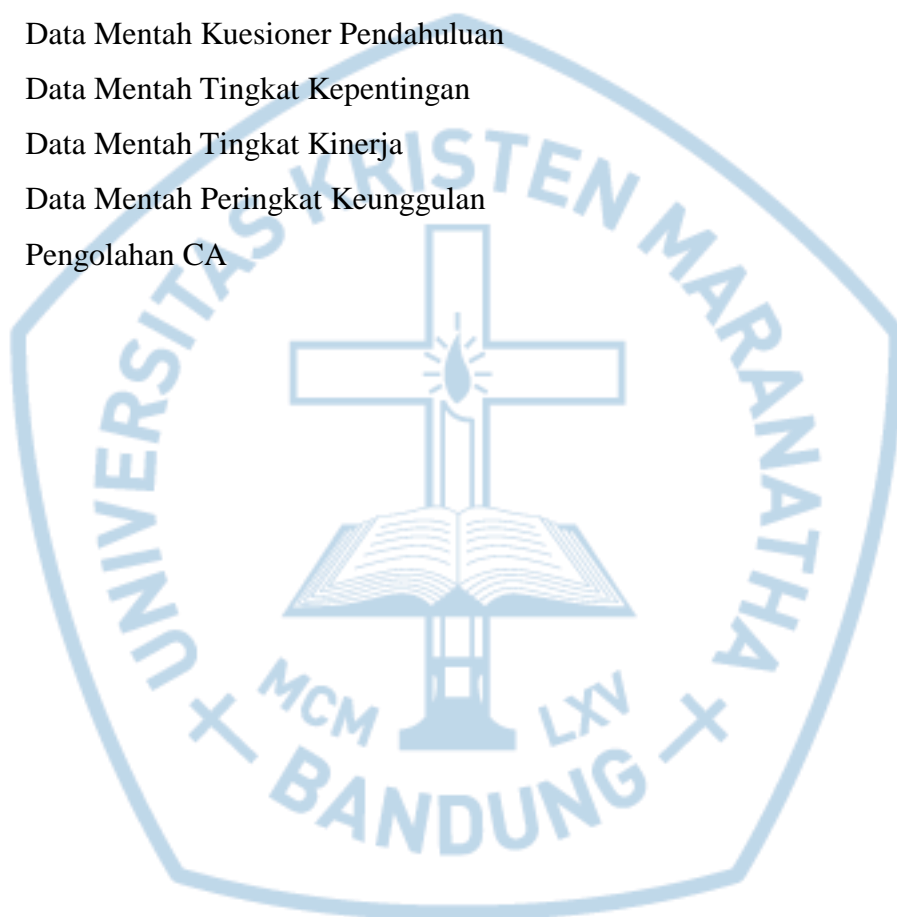 Data Mentah Kuesioner Pendahuluan
Data Mentah Tingkat Kepentingan
Data Mentah Tingkat Kinerja
Data Mentah Peringkat Keunggulan
Pengolahan CA
UNIVERSITAS KRISTEN MARANATHA
MCM LXV
BANDUNG